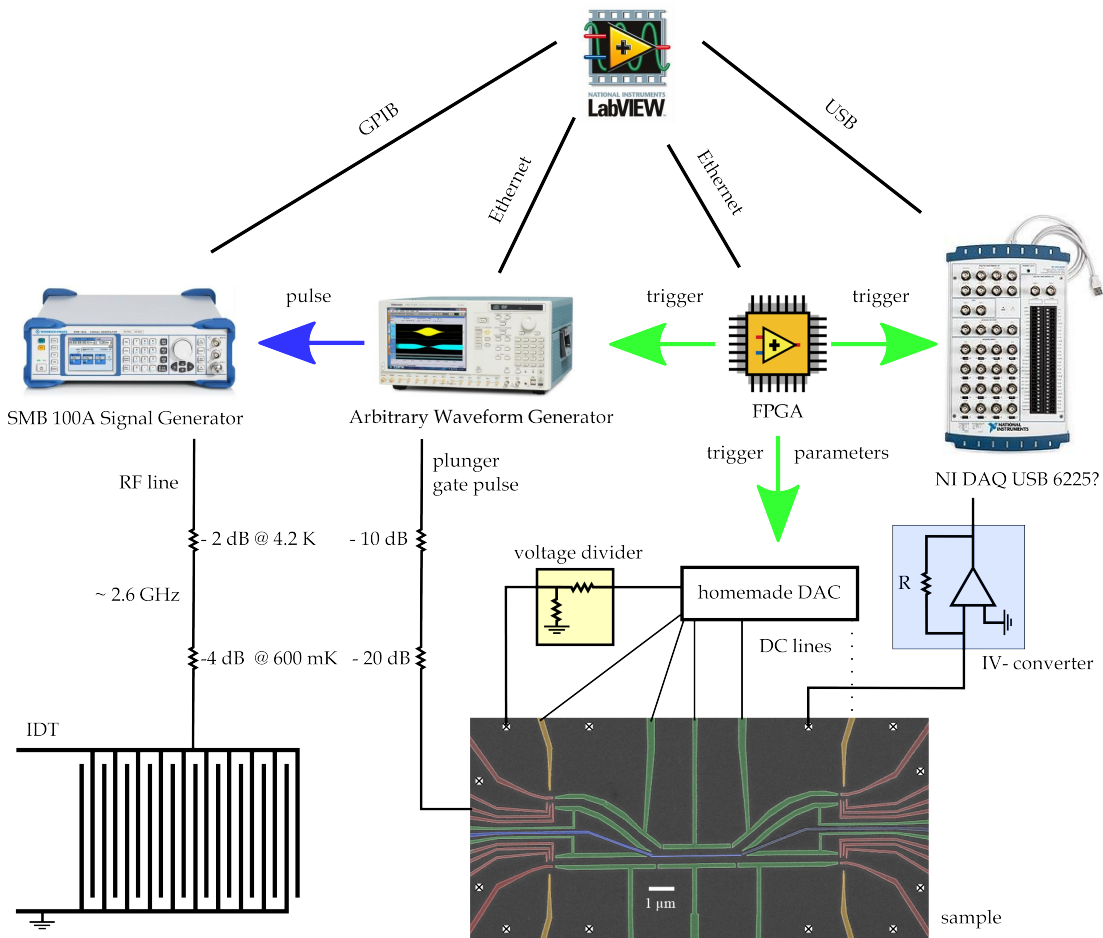 NATIONAL INSTRUMENTS
LabVIEW
GPIB
Ethernet
Ethernet
USB
pulse
trigger
trigger
SMB 100A Signal Generator
Arbitrary Waveform Generator
FPGA
NATIONAL
INSTRUMENTS
NI DAQ USB 6225?
RF line
plunger
gate pulse
trigger
parameters
- 2 dB @ 4.2 K
- 10 dB
voltage divider
homemade DAC
R
~ 2.6 GHz
DC lines
-4 dB @ 600 mK
- 20 dB
IV- converter
IDT
1 µm
sample